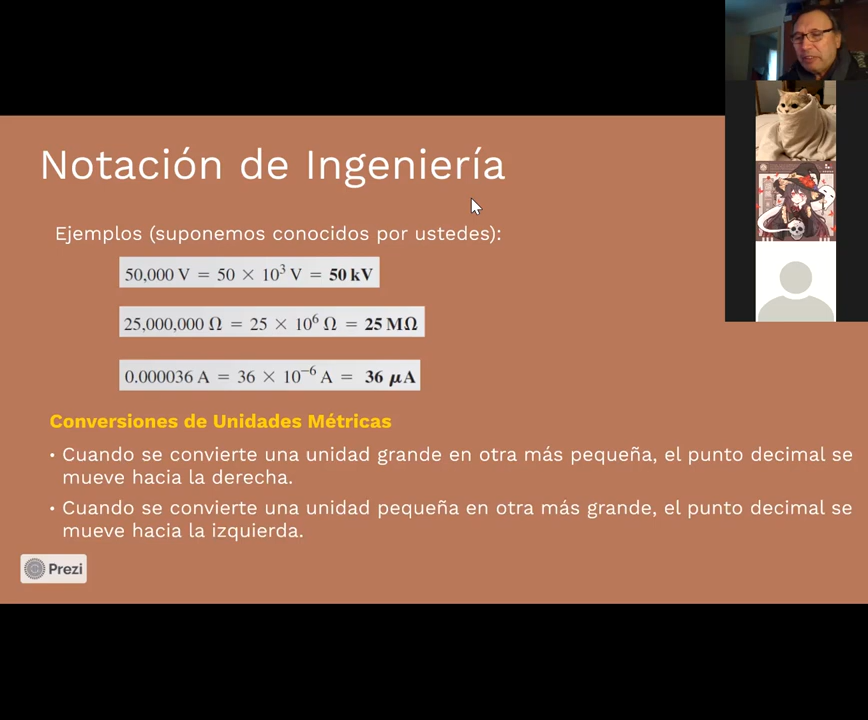 Notación de Ingeniería
Ejemplos (suponemos conocidos por ustedes):
50,000 V = 50 × 10³ V = 50 kV
25,000,000 Ω = 25 × 10⁶ Ω = 25 MΩ
0.000036 A = 36 × 10⁻⁶ A = 36 μA
Conversiones de Unidades Métricas
• Cuando se convierte una unidad grande en otra más pequeña, el punto decimal se
mueve hacia la derecha.
• Cuando se convierte una unidad pequeña en otra más grande, el punto decimal se
mueve hacia la izquierda.
Prezi